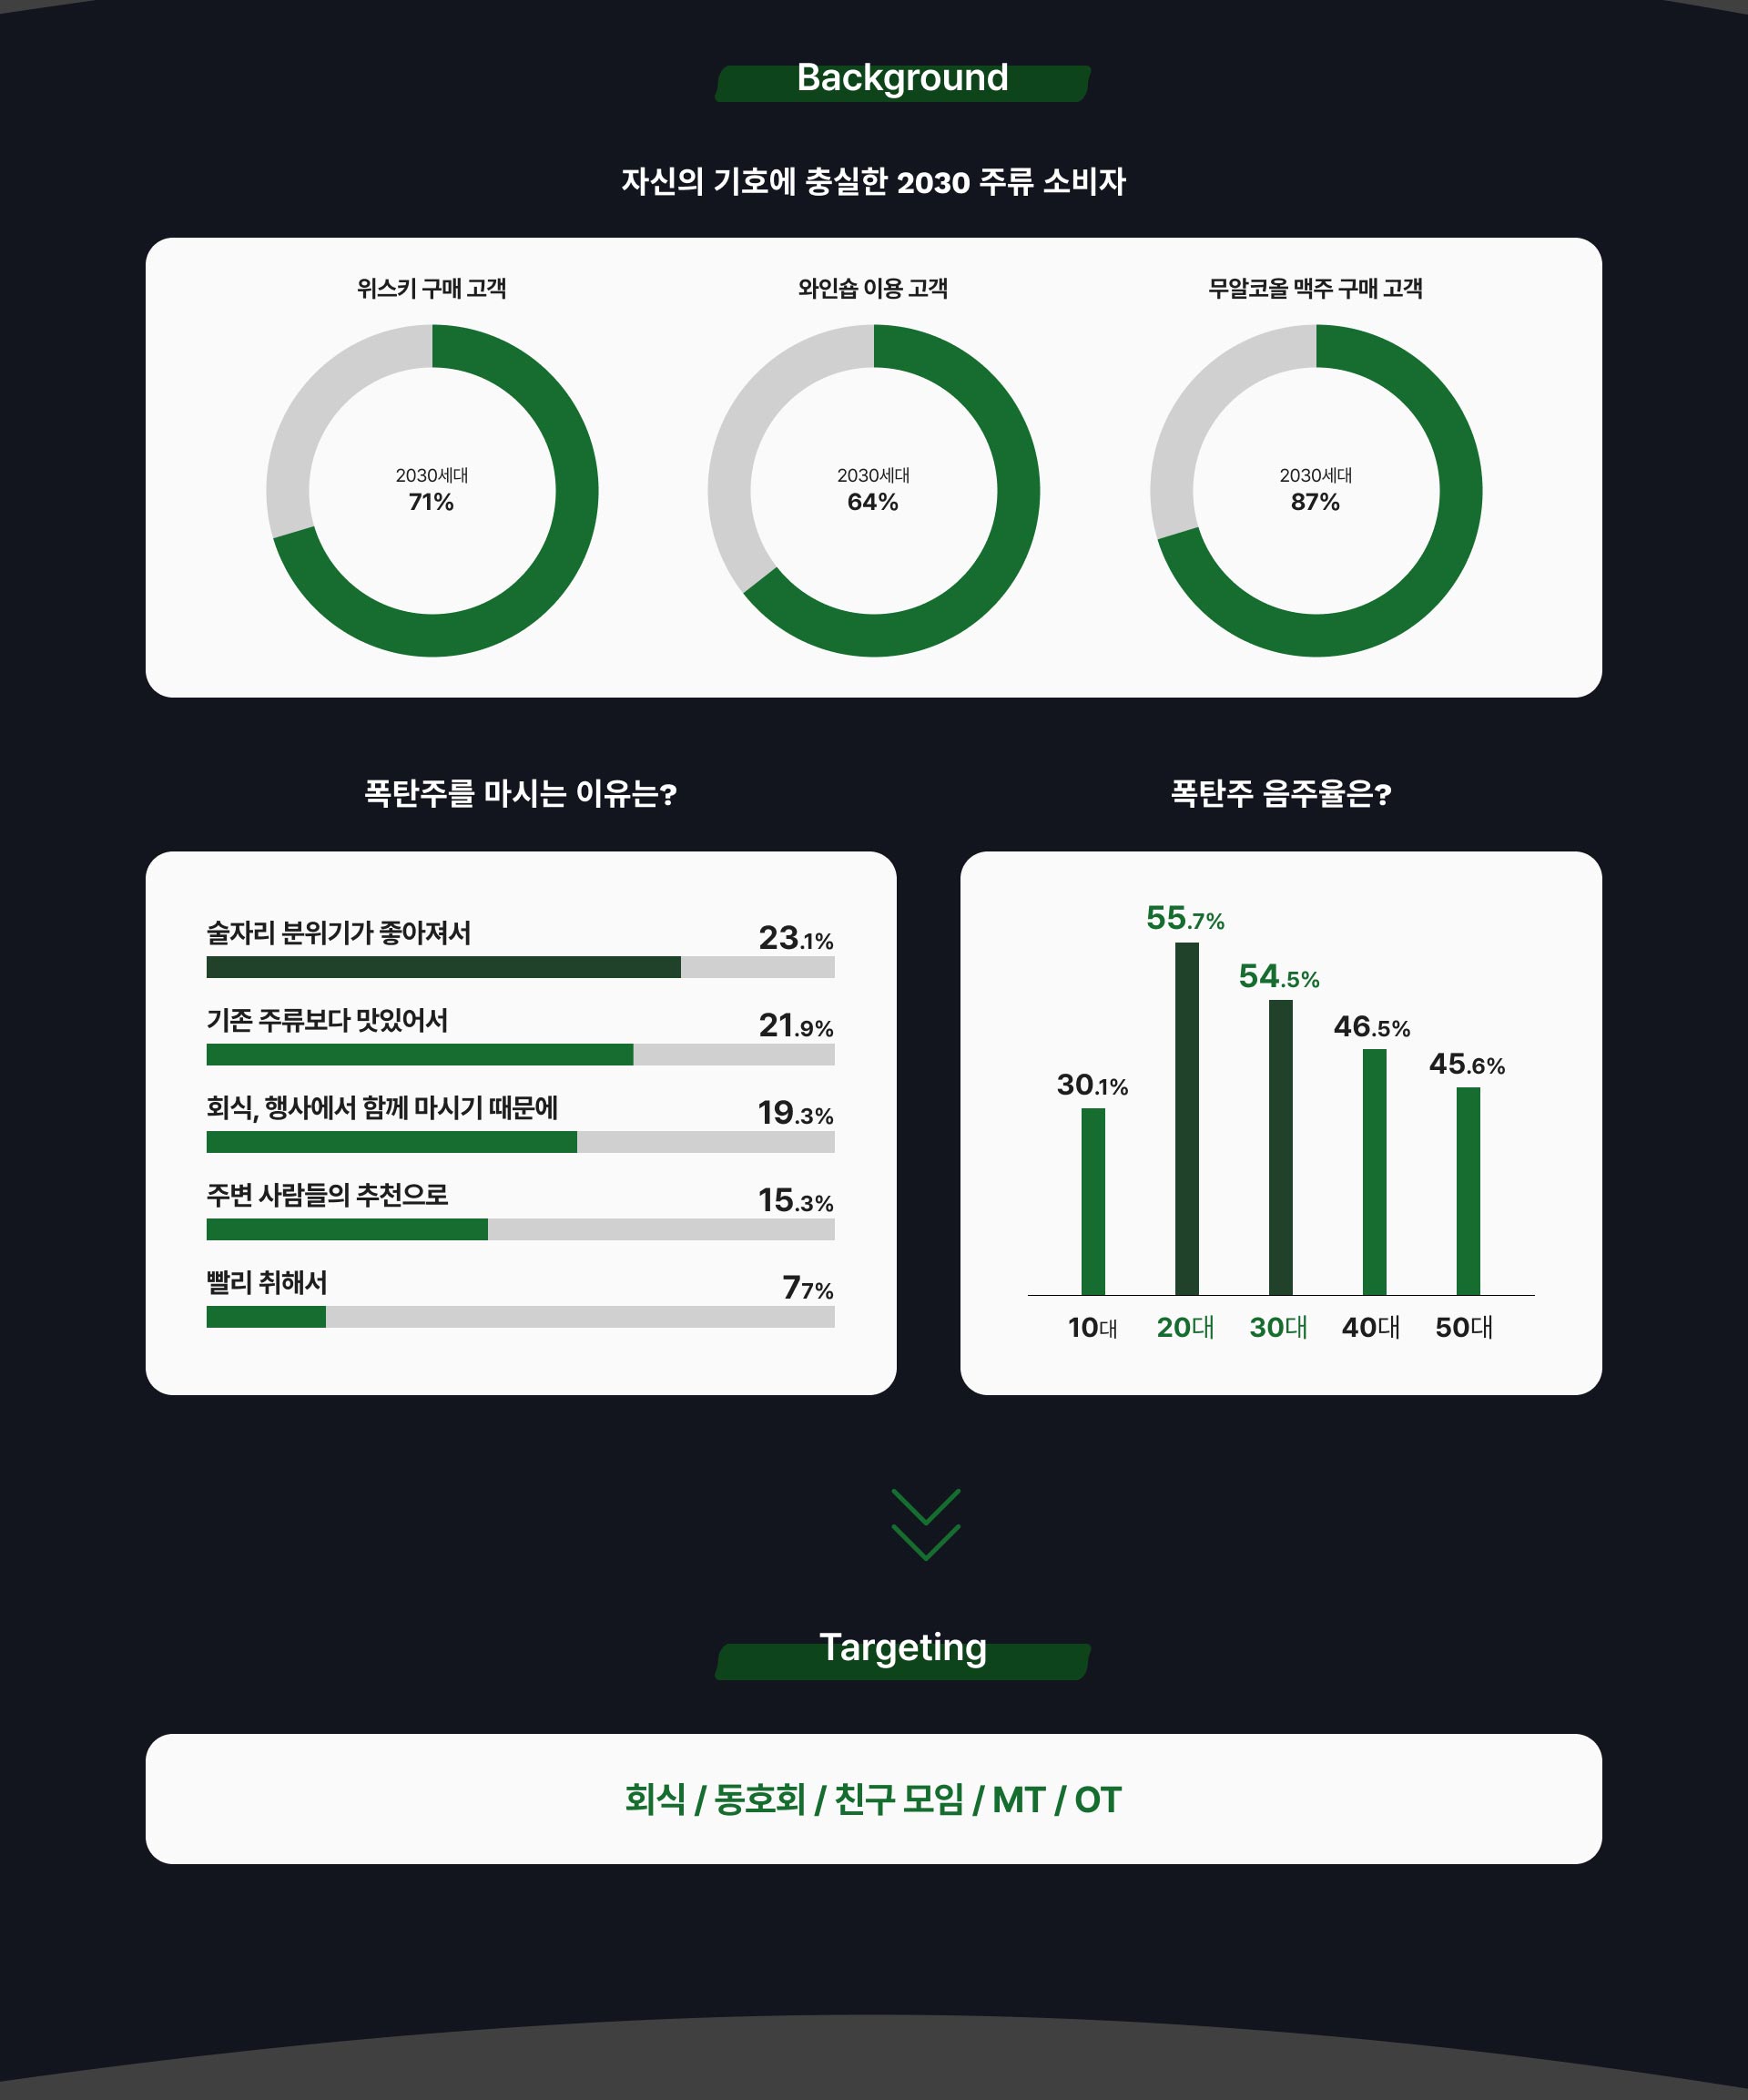 Background
자신의 기호에 충실한 2030 주류 소비자
위스키 구매 고객
2030세대
71%
와인숍 이용 고객
2030세대
64%
무알코올 맥주 구매 고객
2030세대
87%
폭탄주를 마시는 이유는?
술자리 분위기가 좋아져서 23.1%
기존 주류보다 맛있어서 21.9%
회식, 행사에서 함께 마시기 때문에 19.3%
주변 사람들의 추천으로 15.3%
빨리 취해서 77%
폭탄주 음주율은?
30.1%
55.7%
54.5%
46.5%
45.6%
10대 20대 30대 40대 50대
Targeting
회식 / 동호회 / 친구 모임 / MT / OT